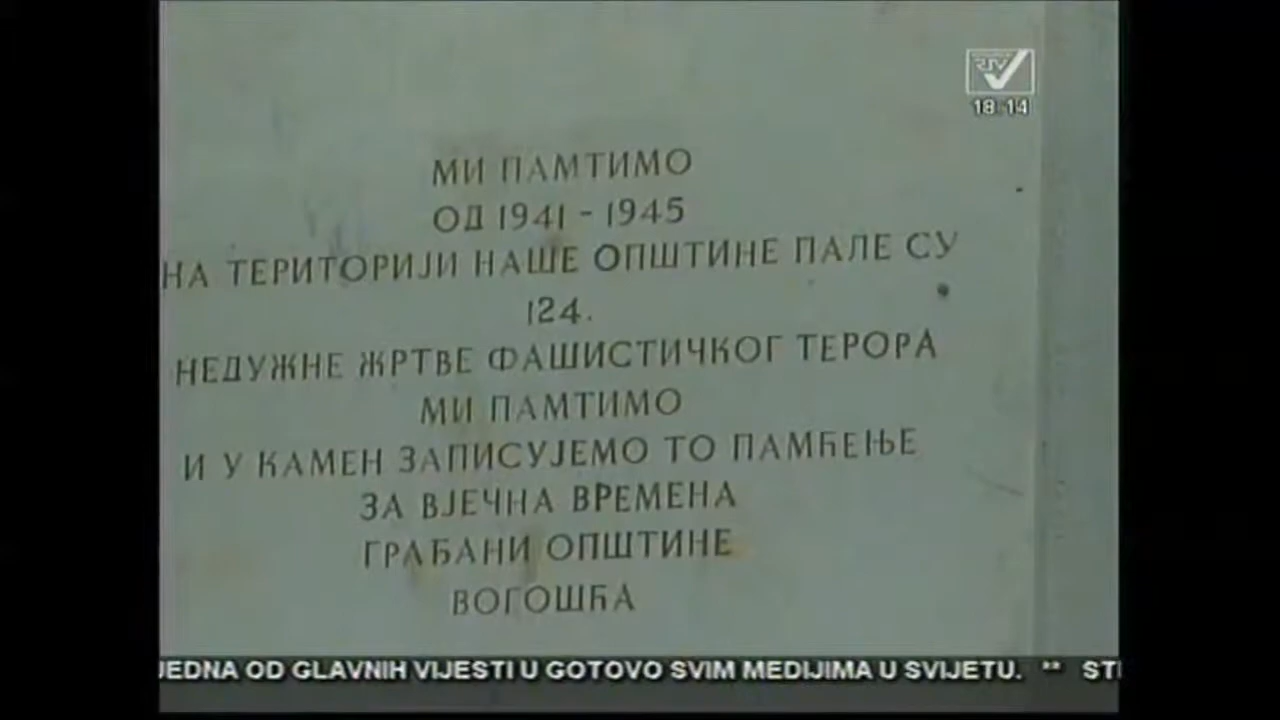 RTV
18:14
МИ ПАМТИМО
ОД 1941 - 1945
НА ТЕРИТОРИЈИ НАШЕ ОПШТИНЕ ПАЛЕ СУ
124.
НЕДУЖНЕ ЖРТВЕ ФАШИСТИЧКОГ ТЕРОРА
МИ ПАМТИМО
И У КАМЕН ЗАПИСУЈЕМО ТО ПАМЋЕЊЕ
ЗА ВЈЕЧНА ВРЕМЕНА
ГРАЂАНИ ОПШТИНЕ
ВОГОШЋА
JEDNA OD GLAVNIH VIJESTI U GOTOVO SVIM MEDIJIMA U SVIJETU. ** ST